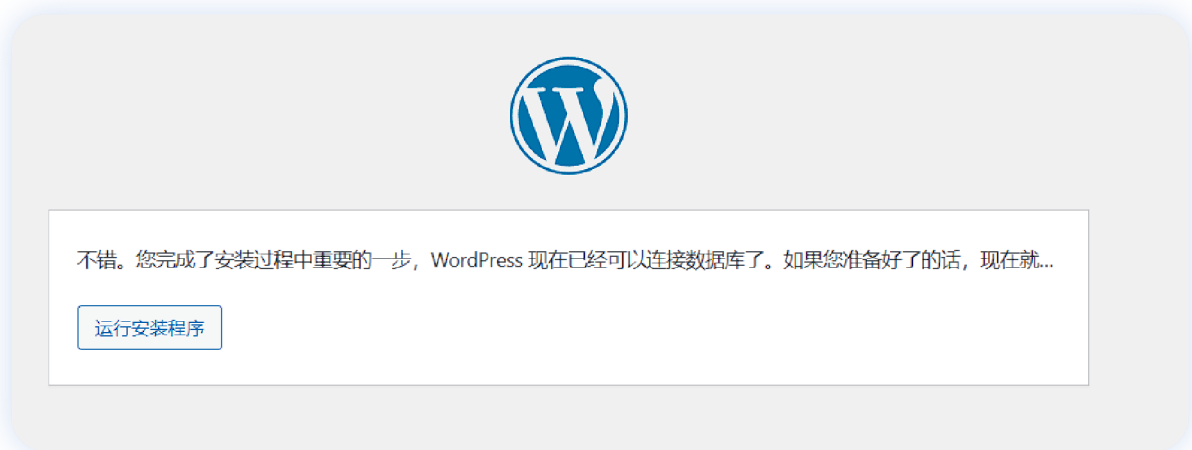 不错。您完成了安装过程中重要的一步，WordPress 现在已经可以连接数据库了。如果您准备好了的话，现在就...
运行安装程序